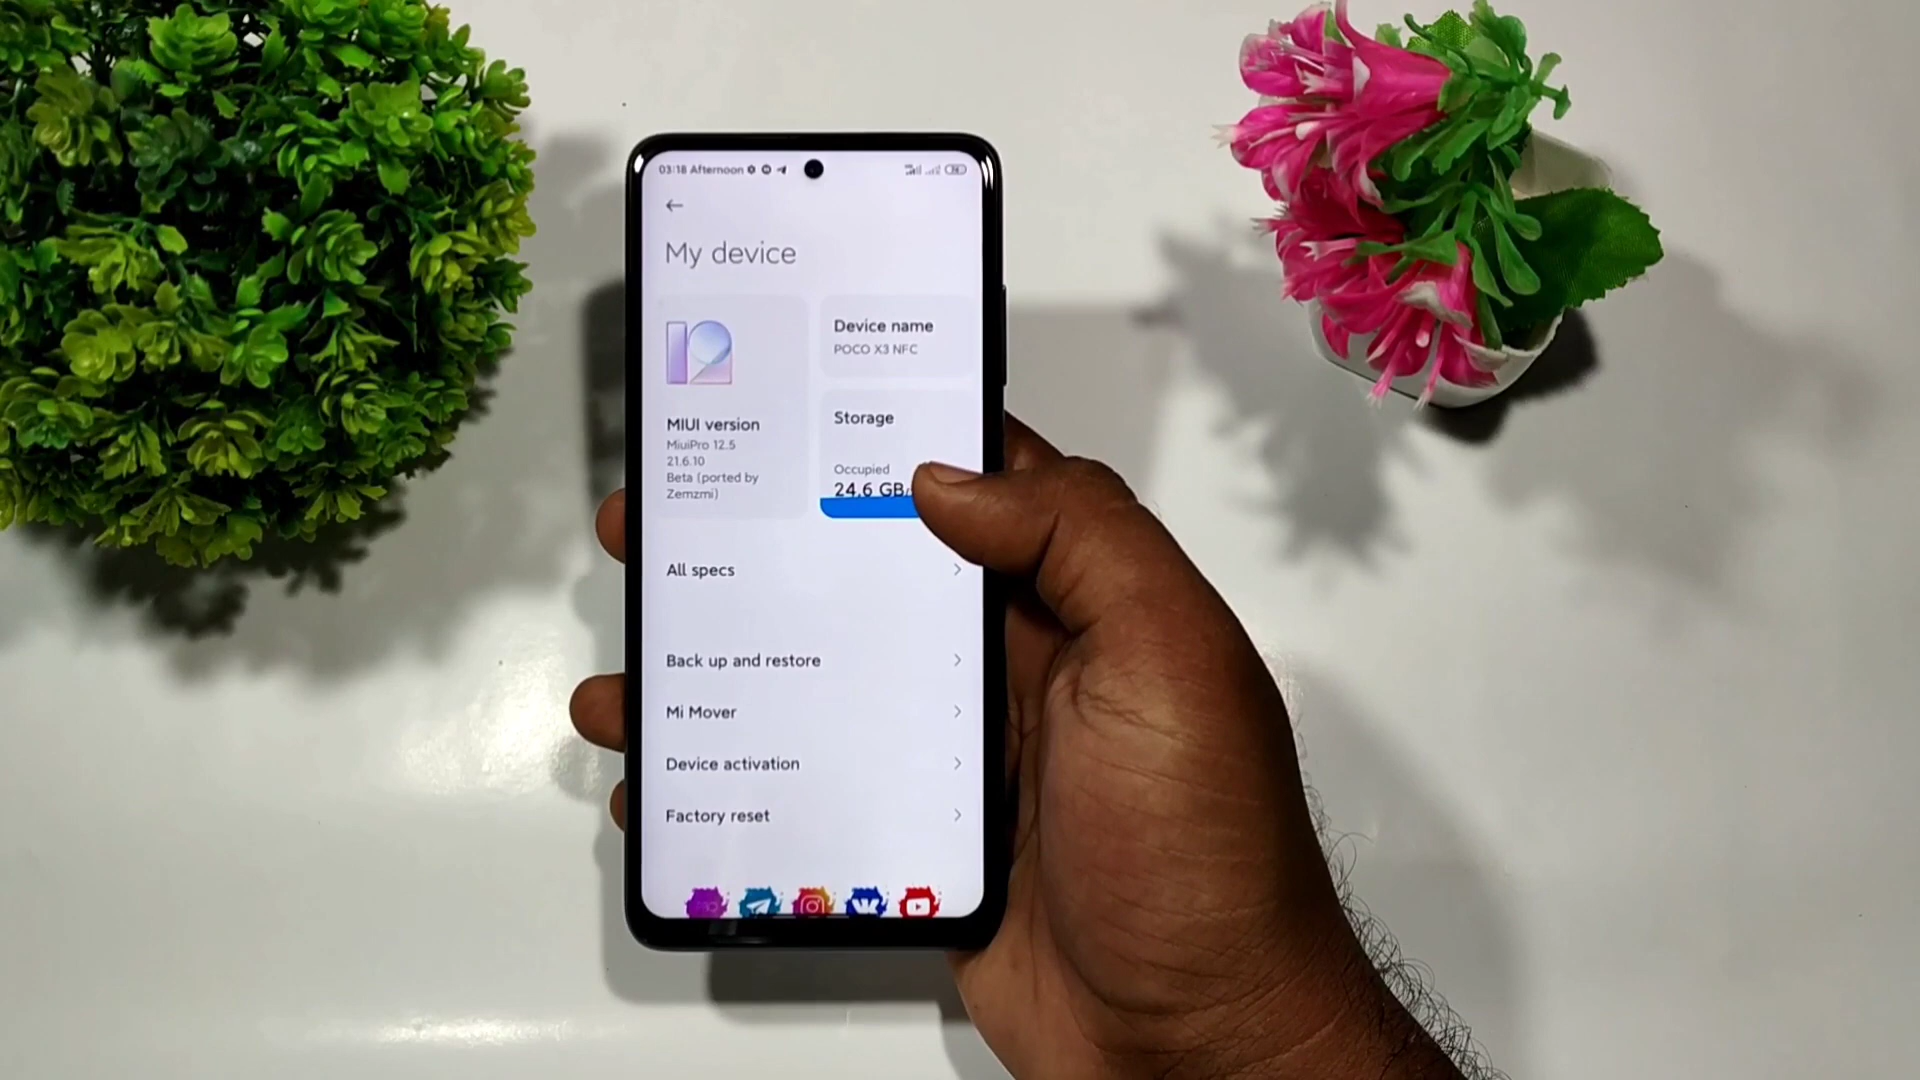 03:18 Afternoon
My device
MIUI version
MiuiPro 12.5
21.6.10
Beta (ported by
Zemzmi)
Device name
POCO X3 NFC
Storage
Occupied
24.6 GB
All specs
Back up and restore
Mi Mover
Device activation
Factory reset